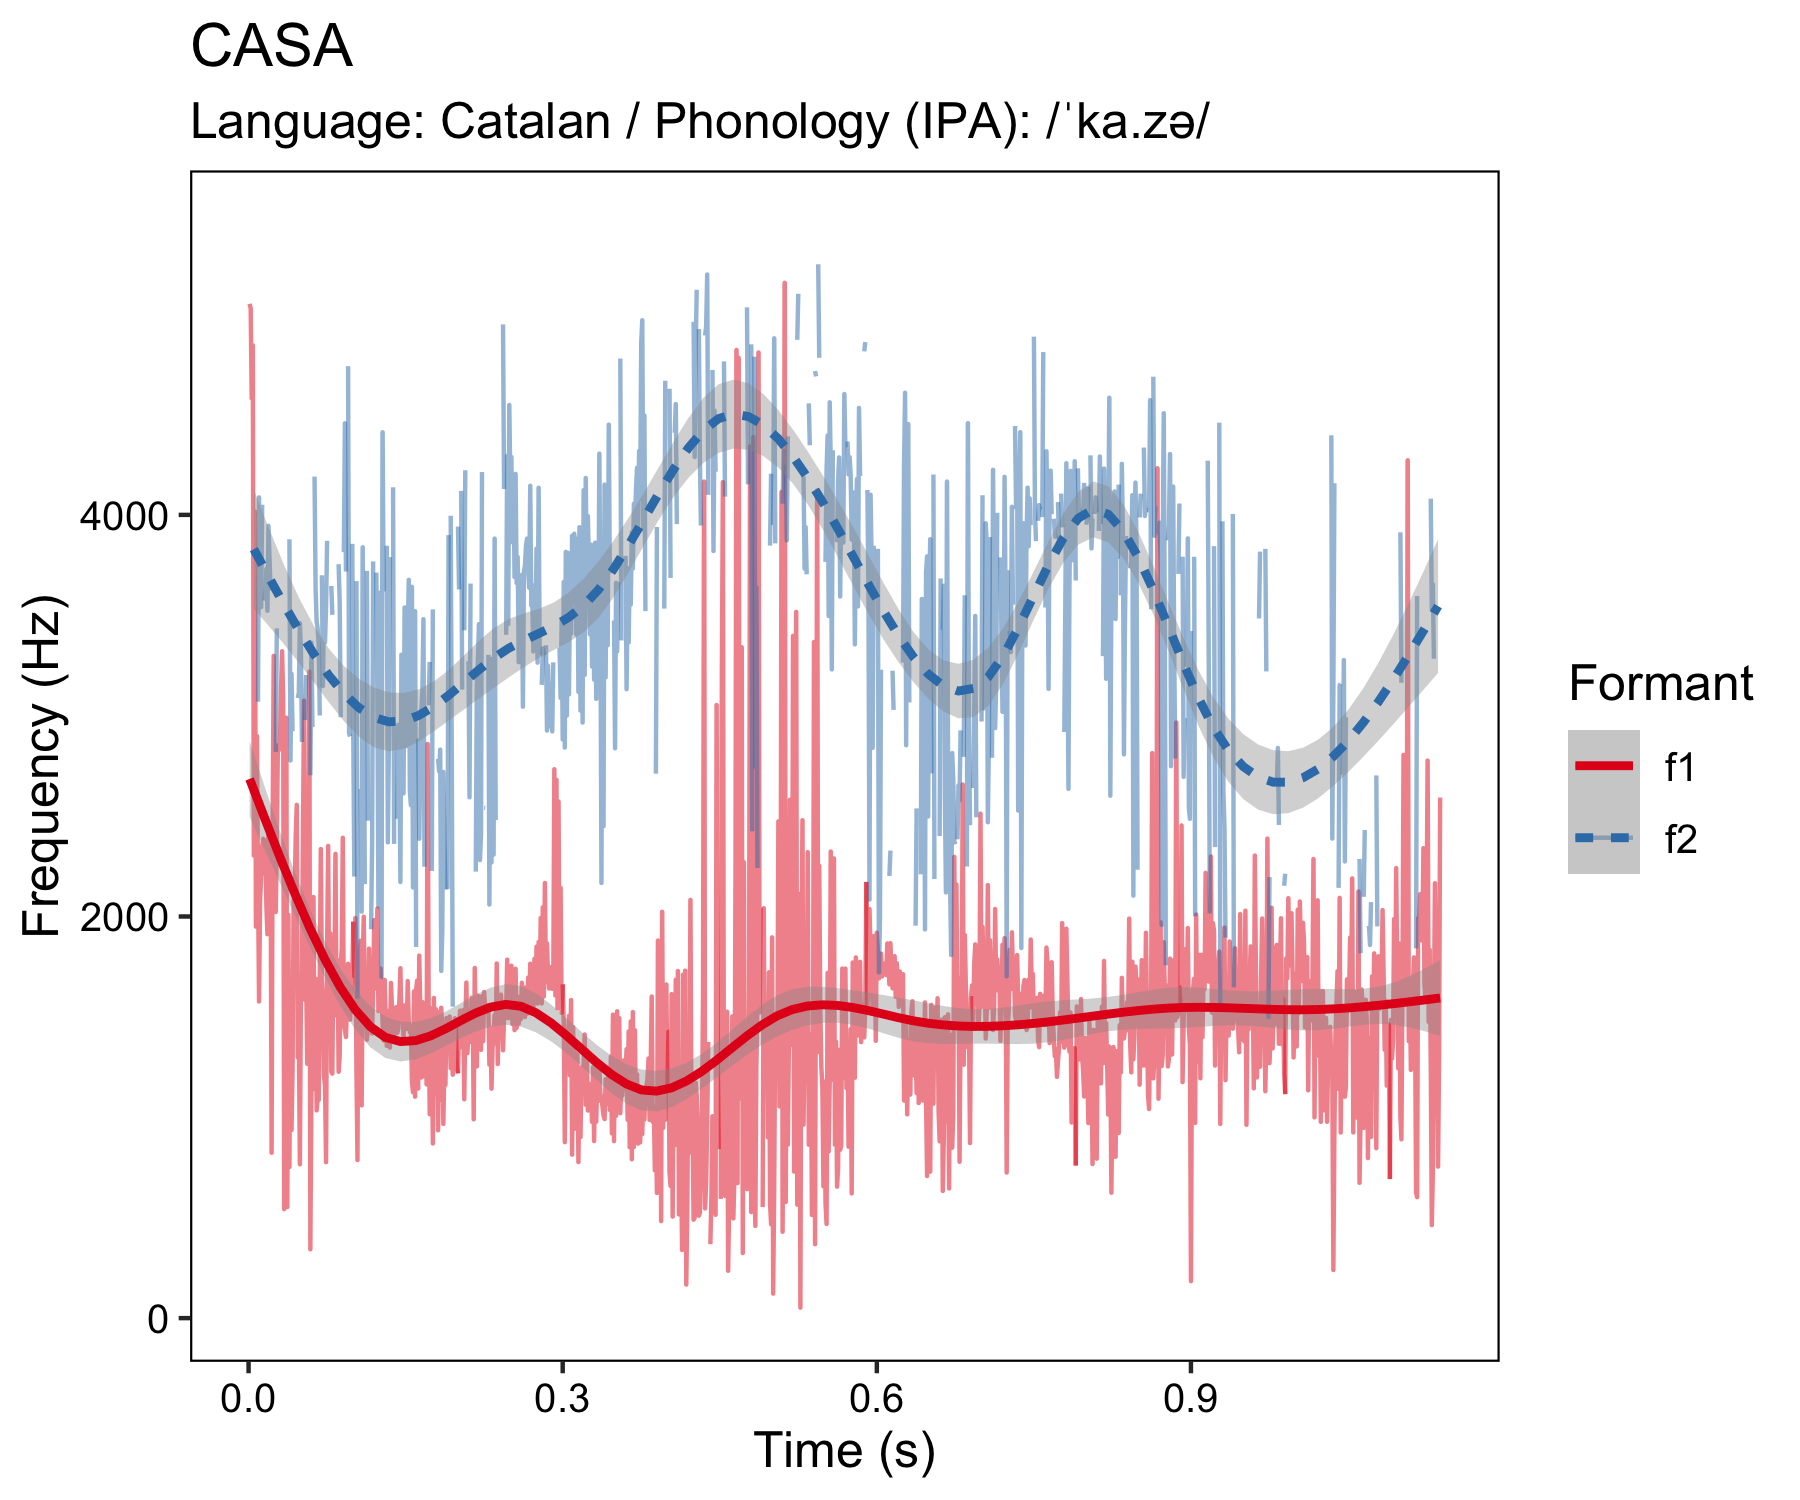 CASA
Language: Catalan / Phonology (IPA): /ˈka.zə/
Frequency (Hz)
4000
2000
0
0.0 0.3 0.6 0.9
Time (s)
Formant
f1
f2